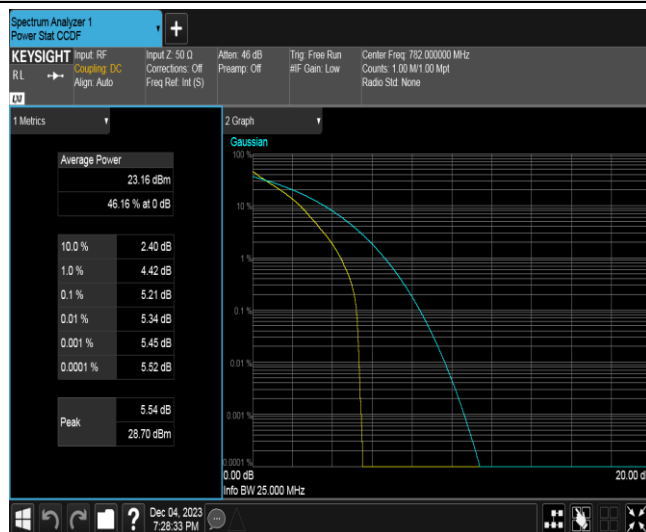 Spectrum Analyzer 1
Power Stat CCDF
+
KEYSIGHT
RL
Input: RF
Coupling: DC
Align: Auto
Input Z: 50 Ω
Corrections: Off
Freq Ref: Int (S)
Atten: 46 dB
Preamp: Off
Trig: Free Run
#IF Gain: Low
Center Freq: 782.000000 MHz
Counts: 1.00 M/1.00 Mpt
Radio Std: None
LXI
1 Metrics
Average Power
23.16 dBm
46.16 % at 0 dB
10.0 % 2.40 dB
1.0 % 4.42 dB
0.1 % 5.21 dB
0.01 % 5.34 dB
0.001 % 5.45 dB
0.0001 % 5.52 dB
Peak
5.54 dB
28.70 dBm
2 Graph
Gaussian
100 %
10 %
1 %
0.1 %
0.01 %
0.001 %
0.0001 %
0.00 dB
20.00 d
Info BW 25.000 MHz
?
Dec 04, 2023
7:28:33 PM